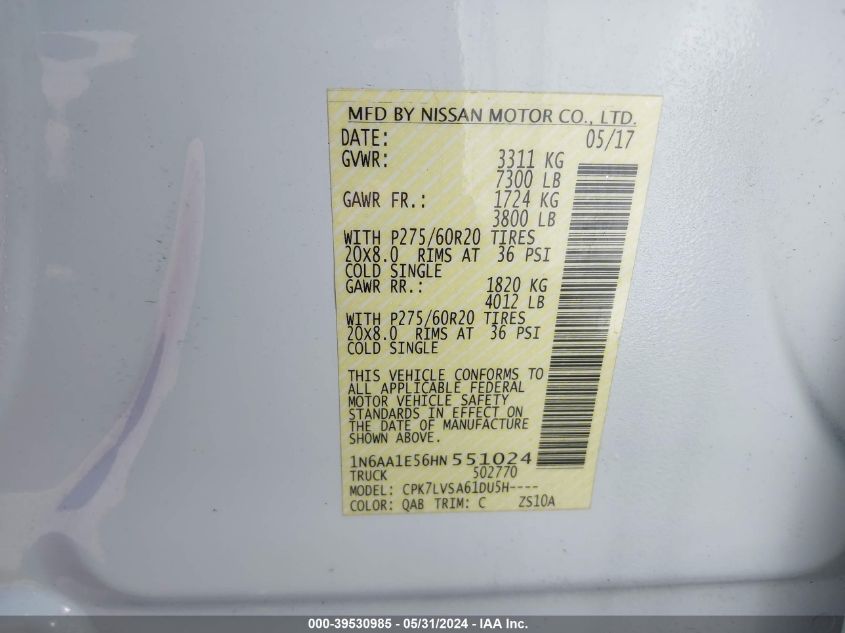 MFD BY NISSAN MOTOR CO., LTD.
DATE: 05/17
GVWR: 3311 KG
7300 LB
GAWR FR.: 1724 KG
3800 LB
WITH P275/60R20 TIRES
20X8.0 RIMS AT 36 PSI
COLD SINGLE
GAWR RR.: 1820 KG
4012 LB
WITH P275/60R20 TIRES
20X8.0 RIMS AT 36 PSI
COLD SINGLE
THIS VEHICLE CONFORMS TO
ALL APPLICABLE FEDERAL
MOTOR VEHICLE SAFETY
STANDARDS IN EFFECT ON
THE DATE OF MANUFACTURE
SHOWN ABOVE.
1N6AA1E56HN 551024
TRUCK 502770
MODEL: CPK7LVSA61DU5H----
COLOR: QAB TRIM: C ZS10A
000-39530985 - 05/31/2024 - IAA Inc.